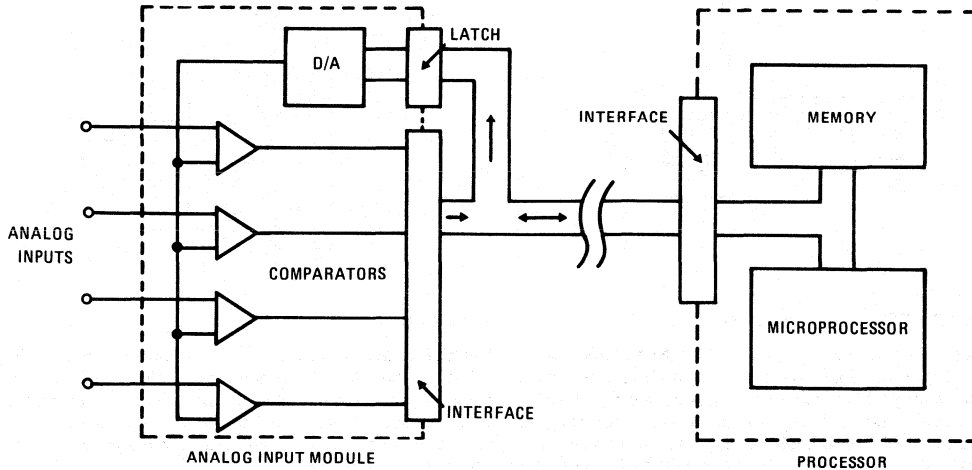 LATCH
D/A
INTERFACE
MEMORY
ANALOG
INPUTS
COMPARATORS
MICROPROCESSOR
INTERFACE
ANALOG INPUT MODULE
PROCESSOR